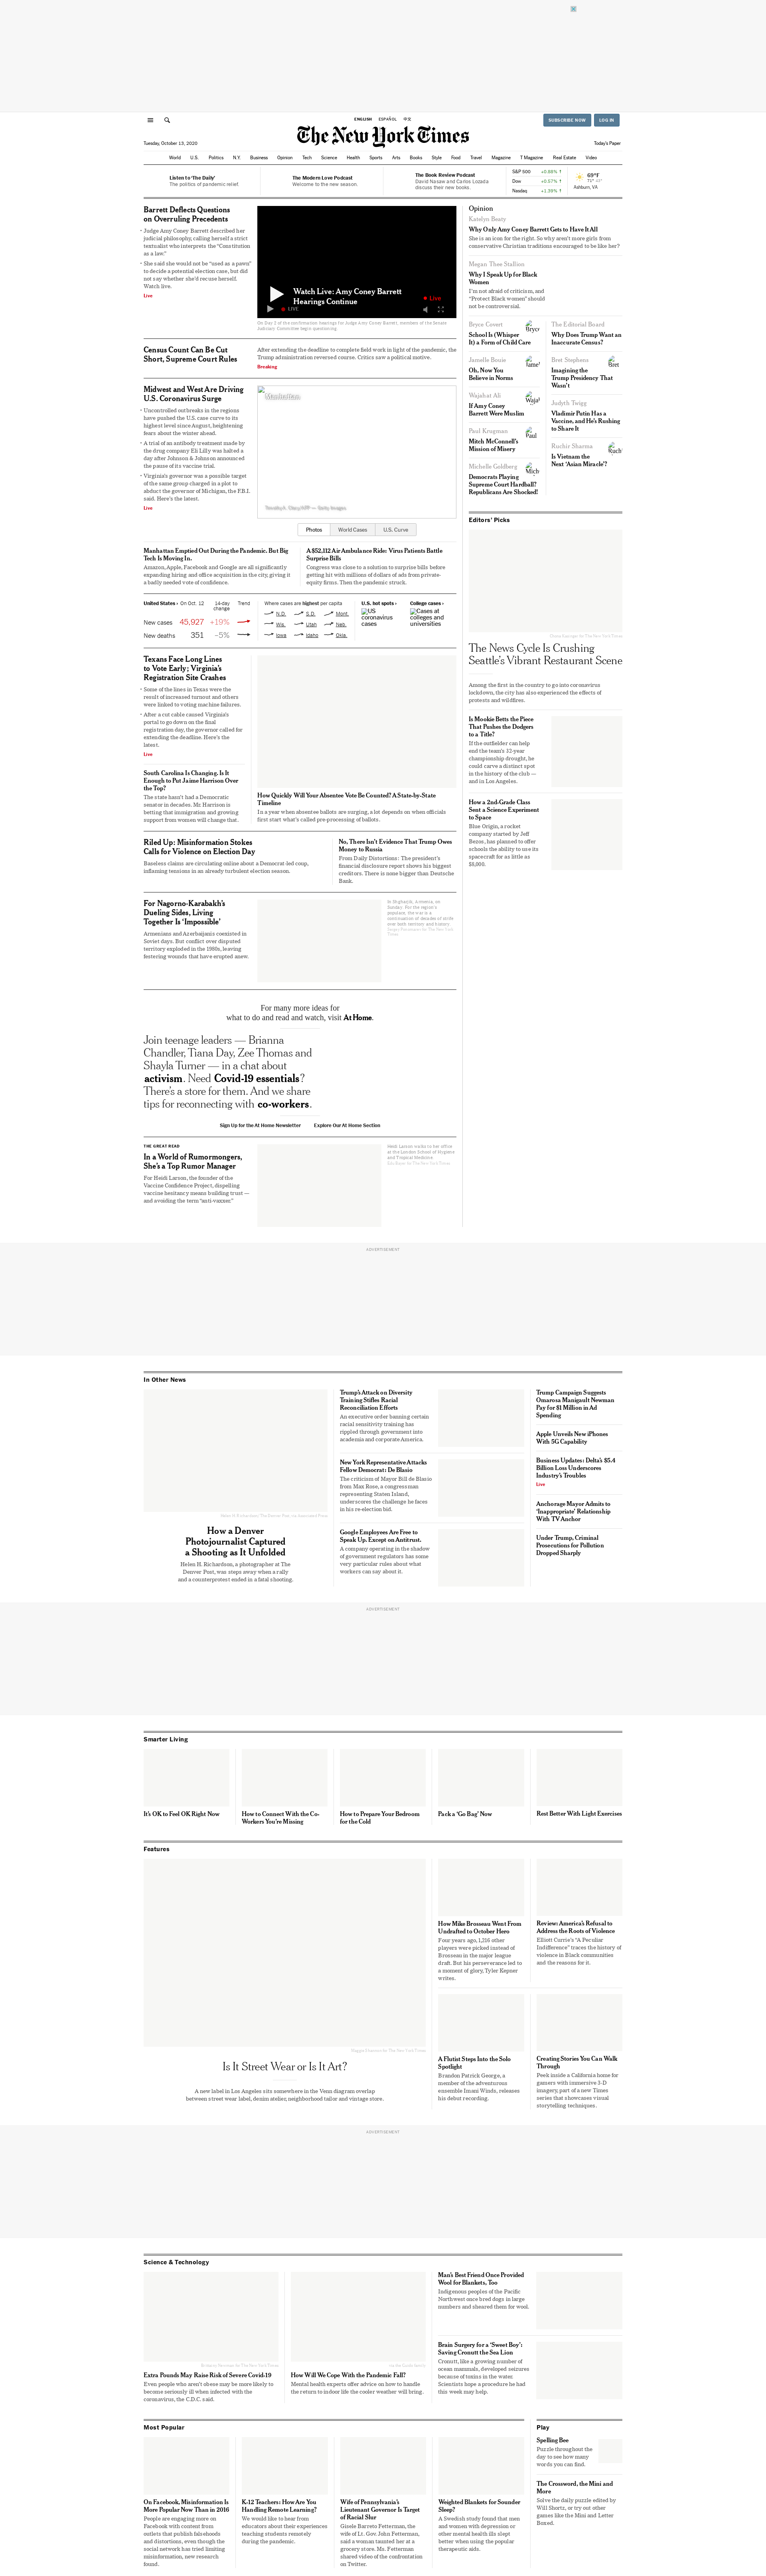 ENGLISH ESPAÑOL 中文
SUBSCRIBE NOW LOG IN
The New York Times
Tuesday, October 13, 2020
Today's Paper
World U.S. Politics N.Y. Business Opinion Tech Science Health Sports Arts Books Style Food Travel Magazine T Magazine Real Estate Video
Listen to 'The Daily'
The politics of pandemic relief.
The Modern Love Podcast
Welcome to the new season.
The Book Review Podcast
David Nasaw and Carlos Lozada
discuss their new books.
S&P 500
Dow
Nasdaq +1.39%
69°F
Ashburn, VA
Barrett Deflects Questions
on Overruling Precedents
Judge Amy Coney Barrett described her
judicial philosophy, calling herself a strict
textualist who interprets the "Constitution
as a law."
She said she would not be "used as a pawn"
to decide a potential election case, but did
not say whether she'd recuse herself.
Watch live.
Live
Watch Live: Amy Coney Barrett
Hearings Continue
Live
LIVE
On Day 2 of the confirmation hearings for Judge Amy Coney Barrett, members of the Senate
Judiciary Committee begin questioning.
Census Count Can Be Cut
Short, Supreme Court Rules
After extending the deadline to complete field work in light of the pandemic, the
Trump administration reversed course. Critics saw a political motive.
Breaking
Midwest and West Are Driving
U.S. Coronavirus Surge
Uncontrolled outbreaks in the regions
have pushed the U.S. case curve to its
highest level since August, heightening
fears about the winter ahead.
A trial of an antibody treatment made by
the drug company Eli Lilly was halted a
day after Johnson & Johnson announced
the pause of its vaccine trial.
Virginia's governor was a possible target
of the same group charged in a plot to
abduct the governor of Michigan, the F.B.I.
said. Here's the latest.
Live
Manhattan
Timothy A. Clary/AFP — Getty Images
Photos World Cases U.S. Curve
Manhattan Emptied Out During the Pandemic. But Big
Tech Is Moving In.
Amazon, Apple, Facebook and Google are all significantly
expanding hiring and office acquisition in the city, giving it
a badly needed vote of confidence.
A $52,112 Air Ambulance Ride: Virus Patients Battle
Surprise Bills
Congress was close to a solution to surprise bills before
getting hit with millions of dollars of ads from private-
equity firms. Then the pandemic struck.
United States › On Oct. 12 14-day
change Trend
New cases 45,927 +19%
New deaths 351 –5%
Where cases are highest per capita
N.D. S.D. Mont.
Wis. Utah Neb.
Iowa Idaho Okla.
U.S. hot spots ›
US
coronavirus
cases
College cases ›
Cases at
colleges and
universities
Texans Face Long Lines
to Vote Early; Virginia's
Registration Site Crashes
Some of the lines in Texas were the
result of increased turnout and others
were linked to voting machine failures.
After a cut cable caused Virginia's
portal to go down on the final
registration day, the governor called for
extending the deadline. Here's the
latest.
Live
South Carolina Is Changing. Is It
Enough to Put Jaime Harrison Over
the Top?
The state hasn't had a Democratic
senator in decades. Mr. Harrison is
betting that immigration and growing
support from women will change that.
How Quickly Will Your Absentee Vote Be Counted? A State-by-State
Timeline
In a year when absentee ballots are surging, a lot depends on when officials
first start what's called pre-processing of ballots.
Riled Up: Misinformation Stokes
Calls for Violence on Election Day
Baseless claims are circulating online about a Democrat-led coup,
inflaming tensions in an already turbulent election season.
No, There Isn't Evidence That Trump Owes
Money to Russia
From Daily Distortions: The president's
financial disclosure report shows his biggest
creditors. There is none bigger than Deutsche
Bank.
For Nagorno-Karabakh's
Dueling Sides, Living
Together Is 'Impossible'
Armenians and Azerbaijanis coexisted in
Soviet days. But conflict over disputed
territory exploded in the 1980s, leaving
festering wounds that have erupted anew.
For many more ideas for
what to do and read and watch, visit At Home.
Join teenage leaders — Brianna
Chandler, Tiana Day, Zee Thomas and
Shayla Turner — in a chat about
activism. Need Covid-19 essentials?
There's a store for them. And we share
tips for reconnecting with co-workers.
Sign Up for the At Home Newsletter Explore Our At Home Section
THE GREAT READ
In a World of Rumormongers,
She's a Top Rumor Manager
For Heidi Larson, the founder of the
Vaccine Confidence Project, dispelling
vaccine hesitancy means building trust —
and avoiding the term "anti-vaxxer."
Heidi Larson walks to her office
at the London School of Hygiene
and Tropical Medicine.
Opinion
Karelyn Beaty
Why Only Amy Coney Barrett Gets to Have It All
She is an icon for the right. So why aren't more girls from
conservative Christian traditions encouraged to be like her?
Megan Thee Stallion
Why I Speak Up for Black
Women
I'm not afraid of criticism, and
"Protect Black women" should
not be controversial.
Bryce Covert
School Is (Whisper
It) a Form of Child Care
Jamelle Bouie
Oh, Now You
Believe in Norms
Wajahat Ali
If Amy Coney
Barrett Were Muslim
Paul Krugman
Mitch McConnell's
Mission of Misery
Michelle Goldberg
Democrats Playing
Supreme Court Hardball?
Republicans Are Shocked!
The Editorial Board
Why Does Trump Want an
Inaccurate Census?
Bret Stephens
Imagining the
Trump Presidency That
Wasn't
Judyth Twigg
Vladimir Putin Has a
Vaccine, and He's Rushing
to Share It
Ruchir Sharma
Is Vietnam the
Next 'Asian Miracle'?
Editors' Picks
The News Cycle Is Crushing
Seattle's Vibrant Restaurant Scene
Among the first in the country to go into coronavirus
lockdown, the city has also experienced the effects of
protests and wildfires.
Is Mookie Betts the Piece
That Pushes the Dodgers
to a Title?
If the outfielder can help
end the team's 32-year
championship drought, he
could carve a distinct spot
in the history of the club —
and in Los Angeles.
How a 2nd-Grade Class
Sent a Science Experiment
to Space
Blue Origin, a rocket
company started by Jeff
Bezos, has planned to offer
schools the ability to use its
spacecraft for as little as
$8,000.
ADVERTISEMENT
In Other News
How a Denver
Photojournalist Captured
a Shooting as It Unfolded
Helen H. Richardson, a photographer at The
Denver Post, was steps away when a rally
and a counterprotest ended in a fatal shooting.
Trump's Attack on Diversity
Training Stifles Racial
Reconciliation Efforts
An executive order banning certain
racial sensitivity training has
rippled through government into
academia and corporate America.
New York Representative Attacks
Fellow Democrat: De Blasio
The criticism of Mayor Bill de Blasio
from Max Rose, a congressman
representing Staten Island,
underscores the challenge he faces
in his re-election bid.
Google Employees Are Free to
Speak Up. Except on Antitrust.
A company operating in the shadow
of government regulators has some
very particular rules about what
workers can say about it.
Trump Campaign Suggests
Omarosa Manigault Newman
Pay for $1 Million in Ad
Spending
Apple Unveils New iPhones
With 5G Capability
Business Updates: Delta's $5.4
Billion Loss Underscores
Industry's Troubles
Live
Anchorage Mayor Admits to
'Inappropriate' Relationship
With TV Anchor
Under Trump, Criminal
Prosecutions for Pollution
Dropped Sharply
ADVERTISEMENT
Smarter Living
It's OK to Feel OK Right Now
How to Connect With the Co-
Workers You're Missing
How to Prepare Your Bedroom
for the Cold
Pack a 'Go Bag' Now
Rest Better With Light Exercises
Features
Is It Street Wear or Is It Art?
A new label in Los Angeles sits somewhere in the Venn diagram overlap
between street wear label, denim atelier, neighborhood tailor and vintage store.
How Mike Brosseau Went From
Undrafted to October Hero
Four years ago, 1,216 other
players were picked instead of
Brosseau in the major league
draft. But his perseverance led to
a moment of glory, Tyler Kepner
writes.
Review: America's Refusal to
Address the Roots of Violence
Elliott Currie's "A Peculiar
Indifference" traces the history of
violence in Black communities
and the reasons for it.
A Flutist Steps Into the Solo
Spotlight
Brandon Patrick George, a
member of the adventurous
ensemble Imani Winds, releases
his debut recording.
Creating Stories You Can Walk
Through
Peek inside a California home for
gamers with immersive 3-D
imagery, part of a new Times
series that showcases visual
storytelling techniques.
ADVERTISEMENT
Science & Technology
Extra Pounds May Raise Risk of Severe Covid-19
Even people who aren't obese may be more likely to
become seriously ill when infected with the
coronavirus, the C.D.C. said.
How Will We Cope With the Pandemic Fall?
Mental health experts offer advice on how to handle
the return to indoor life the cooler weather will bring.
Man's Best Friend Once Provided
Wool for Blankets, Too
Indigenous peoples of the Pacific
Northwest once bred dogs in large
numbers and sheared them for wool.
Brain Surgery for a 'Sweet Boy':
Saving Cronutt the Sea Lion
Cronutt, like a growing number of
ocean mammals, developed seizures
because of toxins in the water.
Scientists hope a procedure he had
this week may help.
Most Popular
On Facebook, Misinformation Is
More Popular Now Than in 2016
People are engaging more on
Facebook with content from
outlets that publish falsehoods
and distortions, even though the
social network has tried limiting
misinformation, new research
found.
K-12 Teachers: How Are You
Handling Remote Learning?
We would like to hear from
educators about their experiences
teaching students remotely
during the pandemic.
Wife of Pennsylvania's
Lieutenant Governor Is Target
of Racial Slur
Gisele Barreto Fetterman, the
wife of Lt. Gov. John Fetterman,
said a woman taunted her at a
grocery store. Ms. Fetterman
shared video of the confrontation
on Twitter.
Weighted Blankets for Sounder
Sleep?
A Swedish study found that men
and women with depression or
other mental health ills slept
better when using the popular
therapeutic aids.
Play
Spelling Bee
Puzzle throughout the
day to see how many
words you can find.
The Crossword, the Mini and
More
Solve the daily puzzle edited by
Will Shortz, or try out other
games like the Mini and Letter
Boxed.